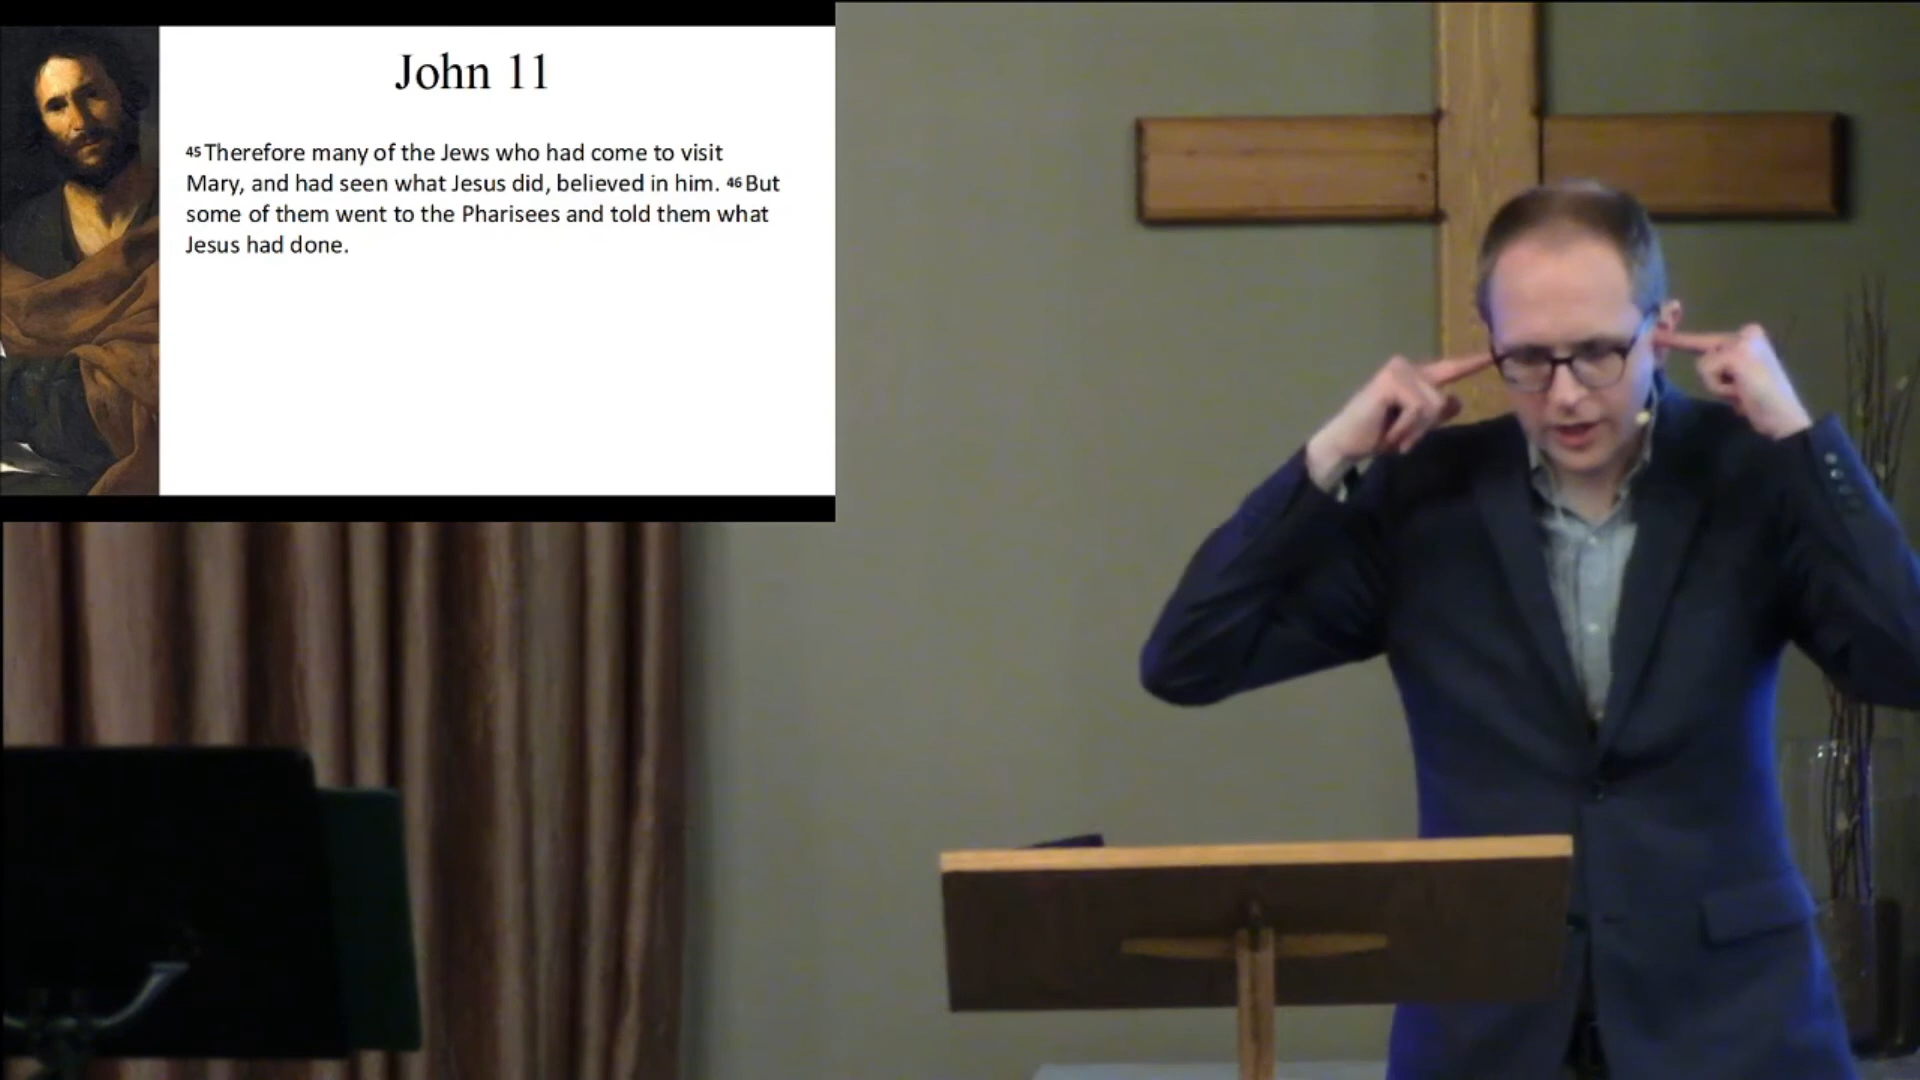 John 11
45 Therefore many of the Jews who had come to visit
Mary, and had seen what Jesus did, believed in him. 46 But
some of them went to the Pharisees and told them what
Jesus had done.